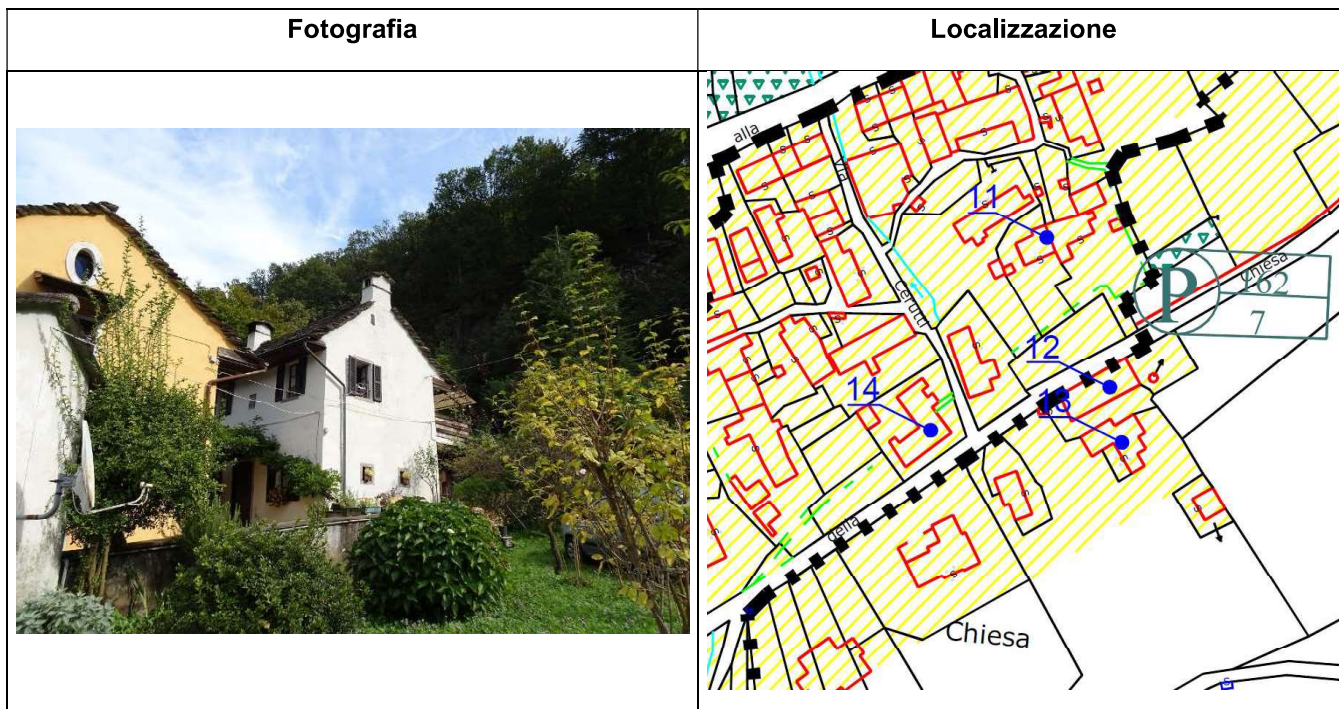 Fotografia
Localizzazione
alla
Via
11
Cerutti
P
162
7
Chiesa
12
14
13
della
Chiesa